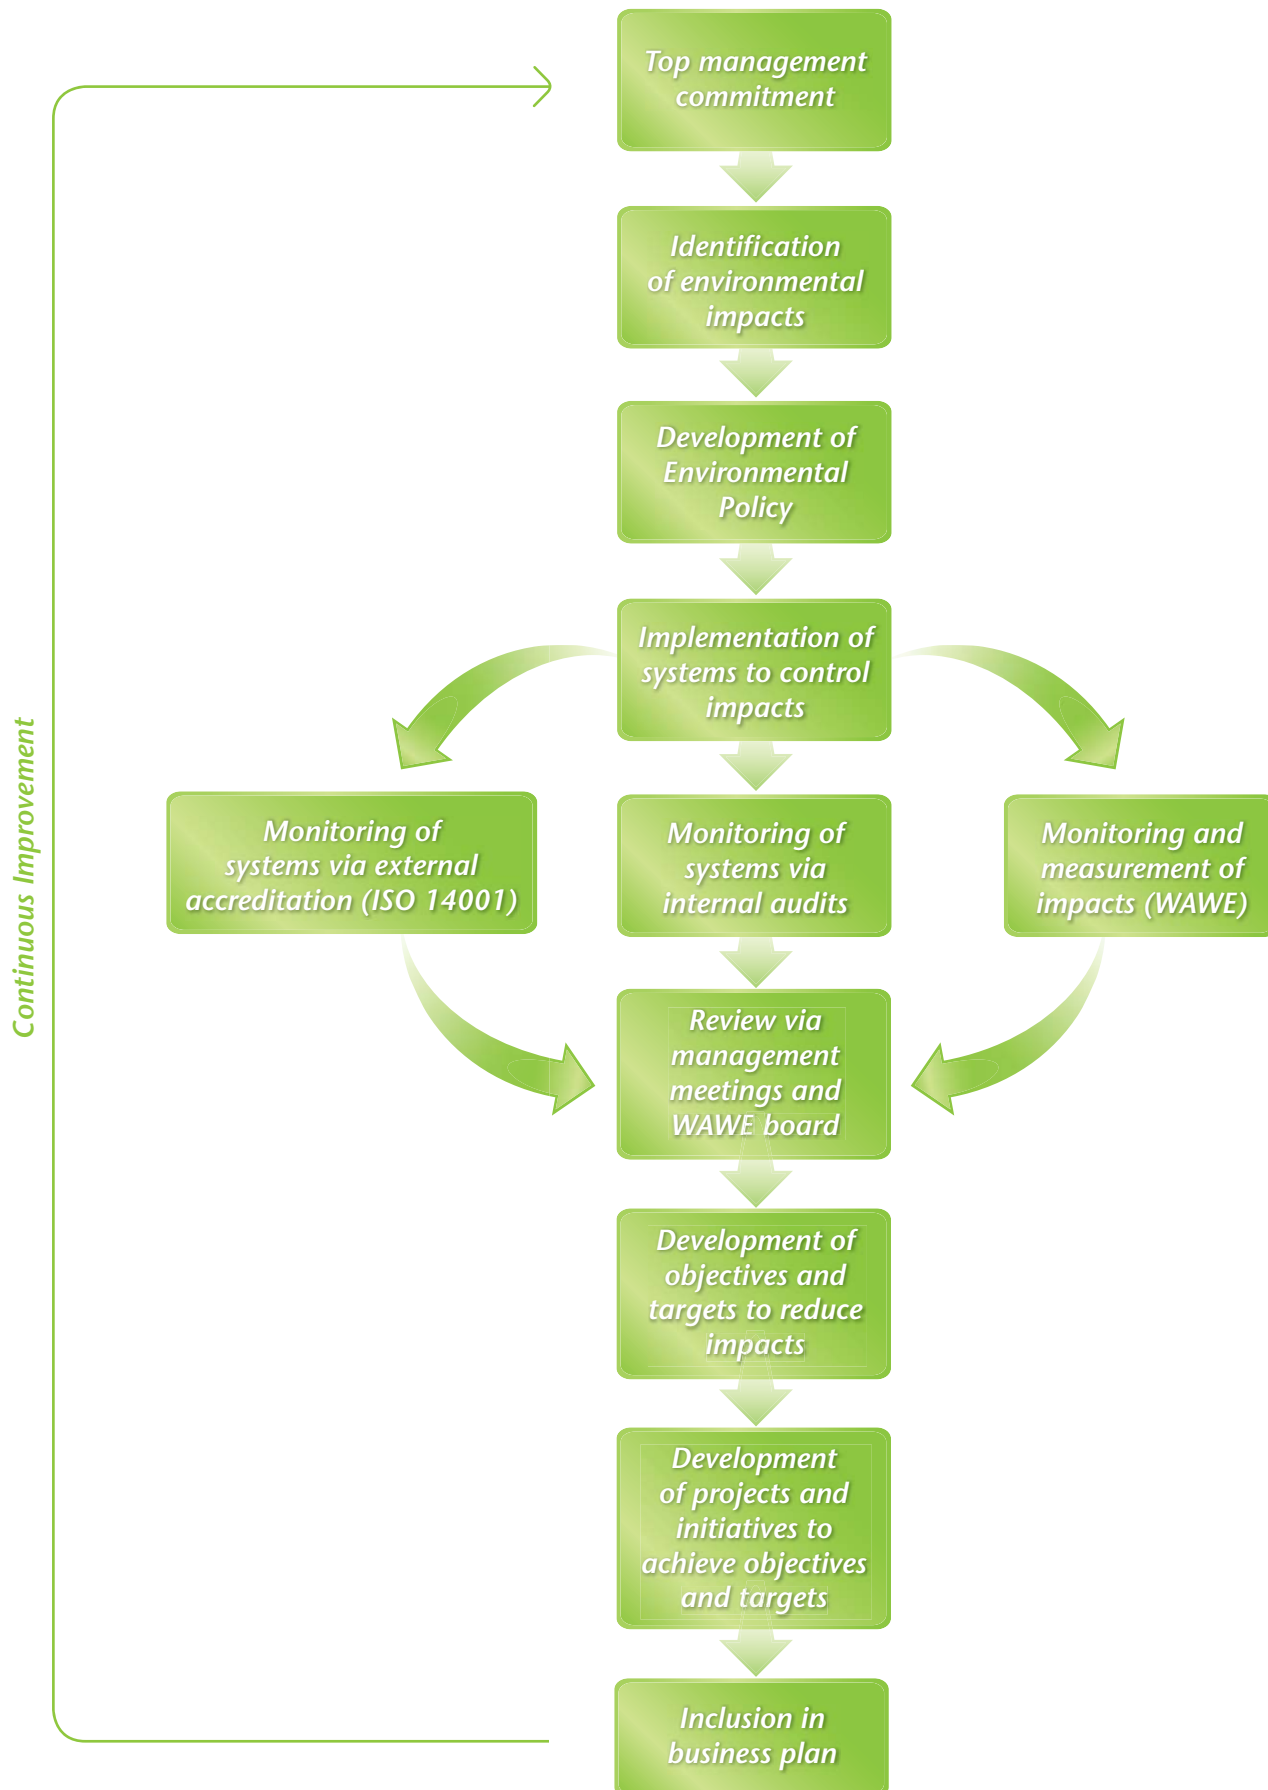 Top management
commitment
Identification
of environmental
impacts
Development of
Environmental
Policy
Implementation of
systems to control
impacts
Monitoring of
systems via external
accreditation (ISO 14001)
Monitoring of
systems via
internal audits
Monitoring and
measurement of
impacts (WAWE)
Continuous Improvement
Review via
management
meetings and
WAWE board
Development of
objectives and
targets to reduce
impacts
Development
of projects and
initiatives to
achieve objectives
and targets
Inclusion in
business plan